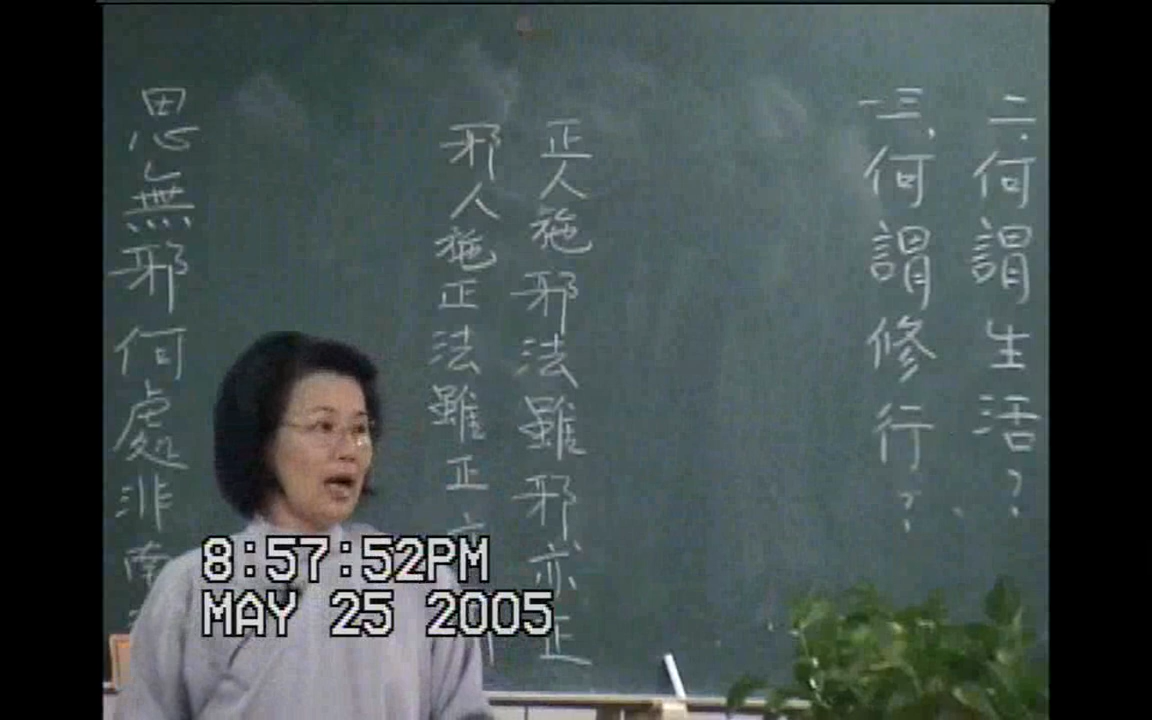 二.何謂生活?
三.何謂修行?
正人施邪法雖邪亦正
邪人施正法雖正亦
思無邪何處非南
8:57:52PM
MAY 25 2005